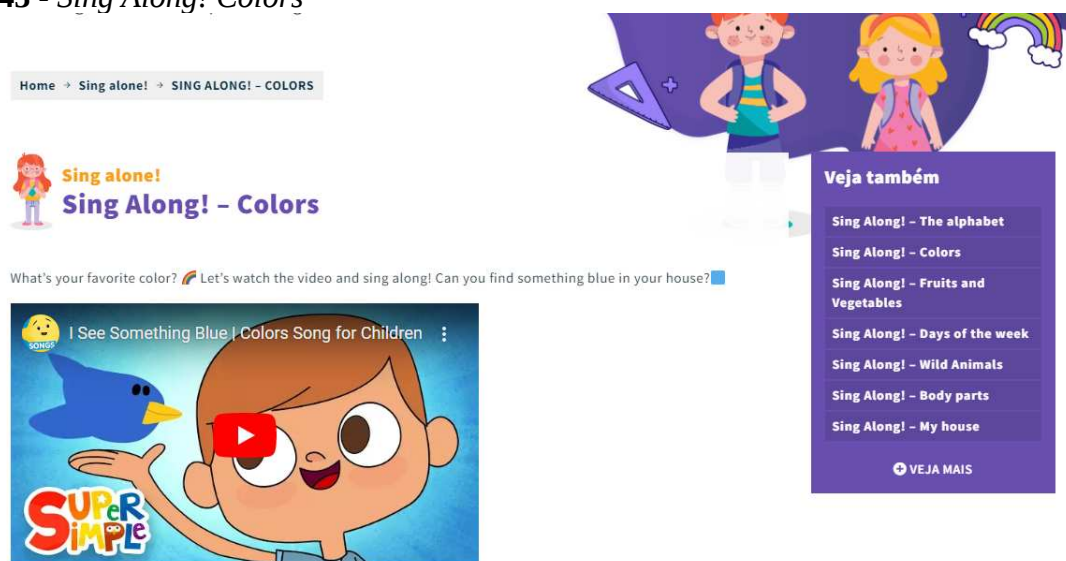 45 - Sing Along! Colors
Home → Sing alone! → SING ALONG! – COLORS
Sing alone!
Sing Along! – Colors
What's your favorite color? 🌈 Let's watch the video and sing along! Can you find something blue in your house? 🟦
I See Something Blue | Colors Song for Children
SONGS
SUPER
SIMPLE
Veja também
Sing Along! – The alphabet
Sing Along! – Colors
Sing Along! – Fruits and
Vegetables
Sing Along! – Days of the week
Sing Along! – Wild Animals
Sing Along! – Body parts
Sing Along! – My house
VEJA MAIS